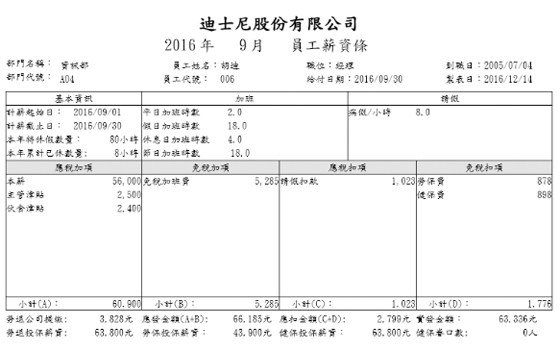 迪士尼股份有限公司
2016年 9月 員工薪資條
部門名稱： 資訊部 員工姓名：胡迪 職位：經理 到職日：2005/07/04
部門代號： A04 員工代號： 006 給付日期：2016/09/30 製表日：2016/12/14
基本資訊 加班 請假
計薪起始日： 2016/09/01 平日加班時數 2.0 病假/小時 8.0
計薪截止日： 2016/09/30 假日加班時數 18.0
本年特休假數量： 80小時 休息日加班時數 4.0
本年累計已休數量： 8小時 節日加班時數 18.0
應稅加項 免稅加項 應稅扣項 免稅扣項
本薪 56,000 免稅加班費 5,285 請假扣款 1,023 勞保費 878
主管津貼 2,500 健保費 898
伙食津貼 2,400
小計(A)： 60,900 小計(B)： 5,285 小計(C)： 1,023 小計(D)： 1,776
勞退公司提繳： 3,828元 應發金額(A+B)： 66,185元 應扣金額(C+D)： 2,799元 實發金額： 63,336元
勞退投保薪資： 63,800元 勞保投保薪資： 43,900元 健保投保薪資： 63,800元 健保眷口數： 0人